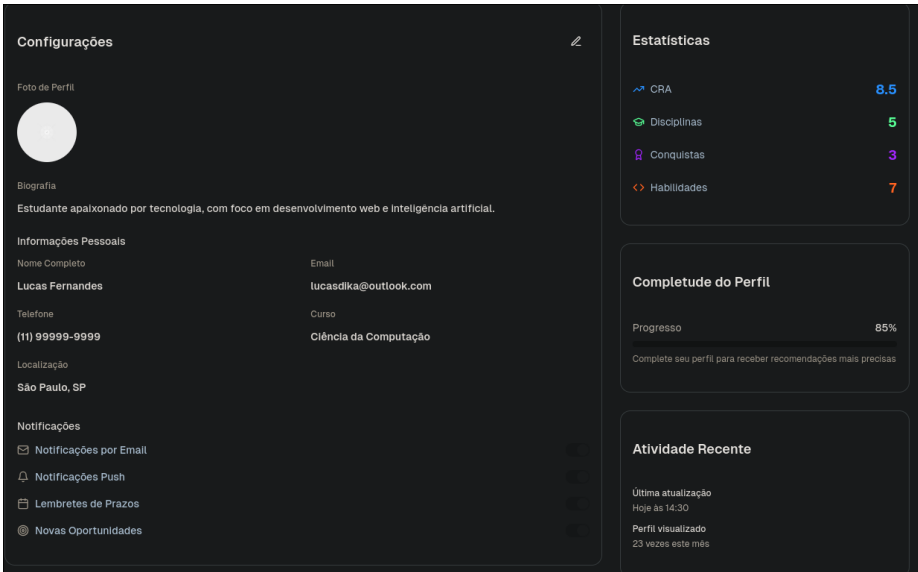 Configurações
Foto de Perfil
Biografia
Estudante apaixonado por tecnologia, com foco em desenvolvimento web e inteligência artificial.
Informações Pessoais
Nome Completo
Lucas Fernandes
Email
lucasdika@outlook.com
Telefone
(11) 99999-9999
Curso
Ciência da Computação
Localização
São Paulo, SP
Notificações
Notificações por Email
Notificações Push
Lembretes de Prazos
Novas Oportunidades
Estatísticas
CRA 8.5
Disciplinas 5
Conquistas 3
Habilidades 7
Completude do Perfil
Progresso 85%
Complete seu perfil para receber recomendações mais precisas
Atividade Recente
Última atualização
Hoje às 14:30
Perfil visualizado
23 vezes este mês